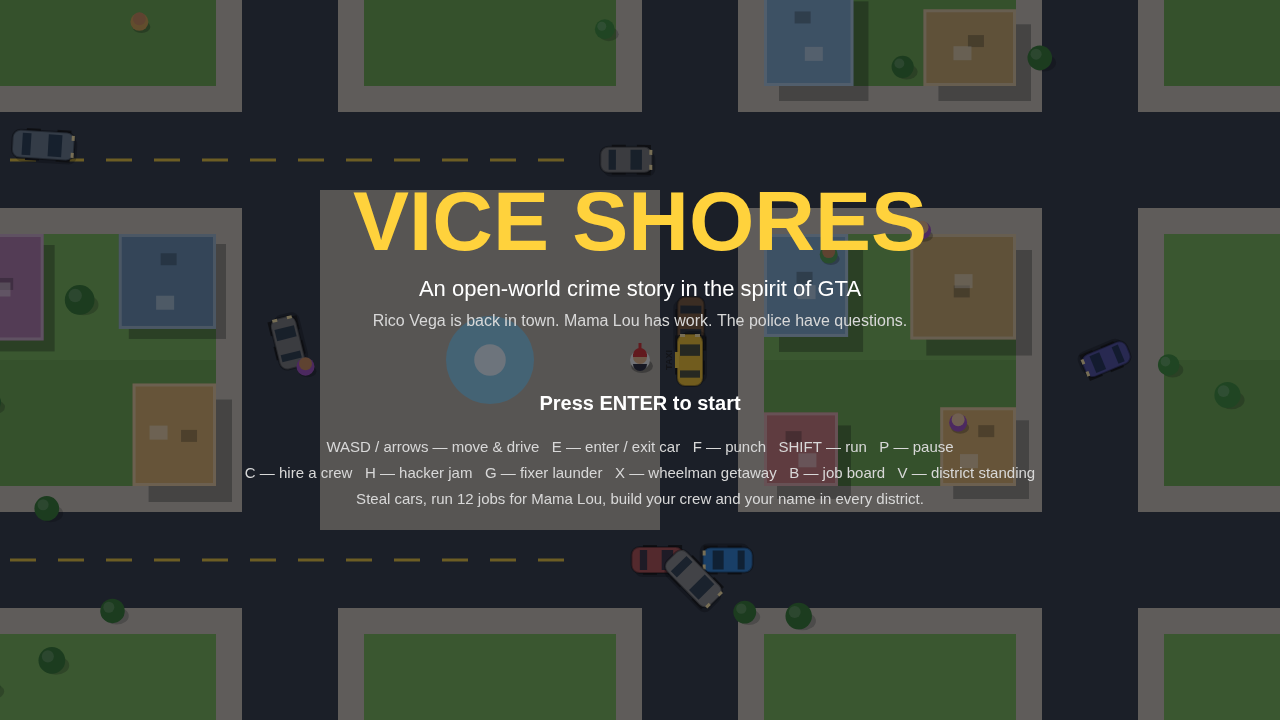 VICE SHORES
An open-world crime story in the spirit of GTA
Rico Vega is back in town. Mama Lou has work. The police have questions.
Press ENTER to start
WASD / arrows — move & drive E — enter / exit car F — punch SHIFT — run P — pause
C — hire a crew H — hacker jam G — fixer launder X — wheelman getaway B — job board V — district standing
Steal cars, run 12 jobs for Mama Lou, build your crew and your name in every district.